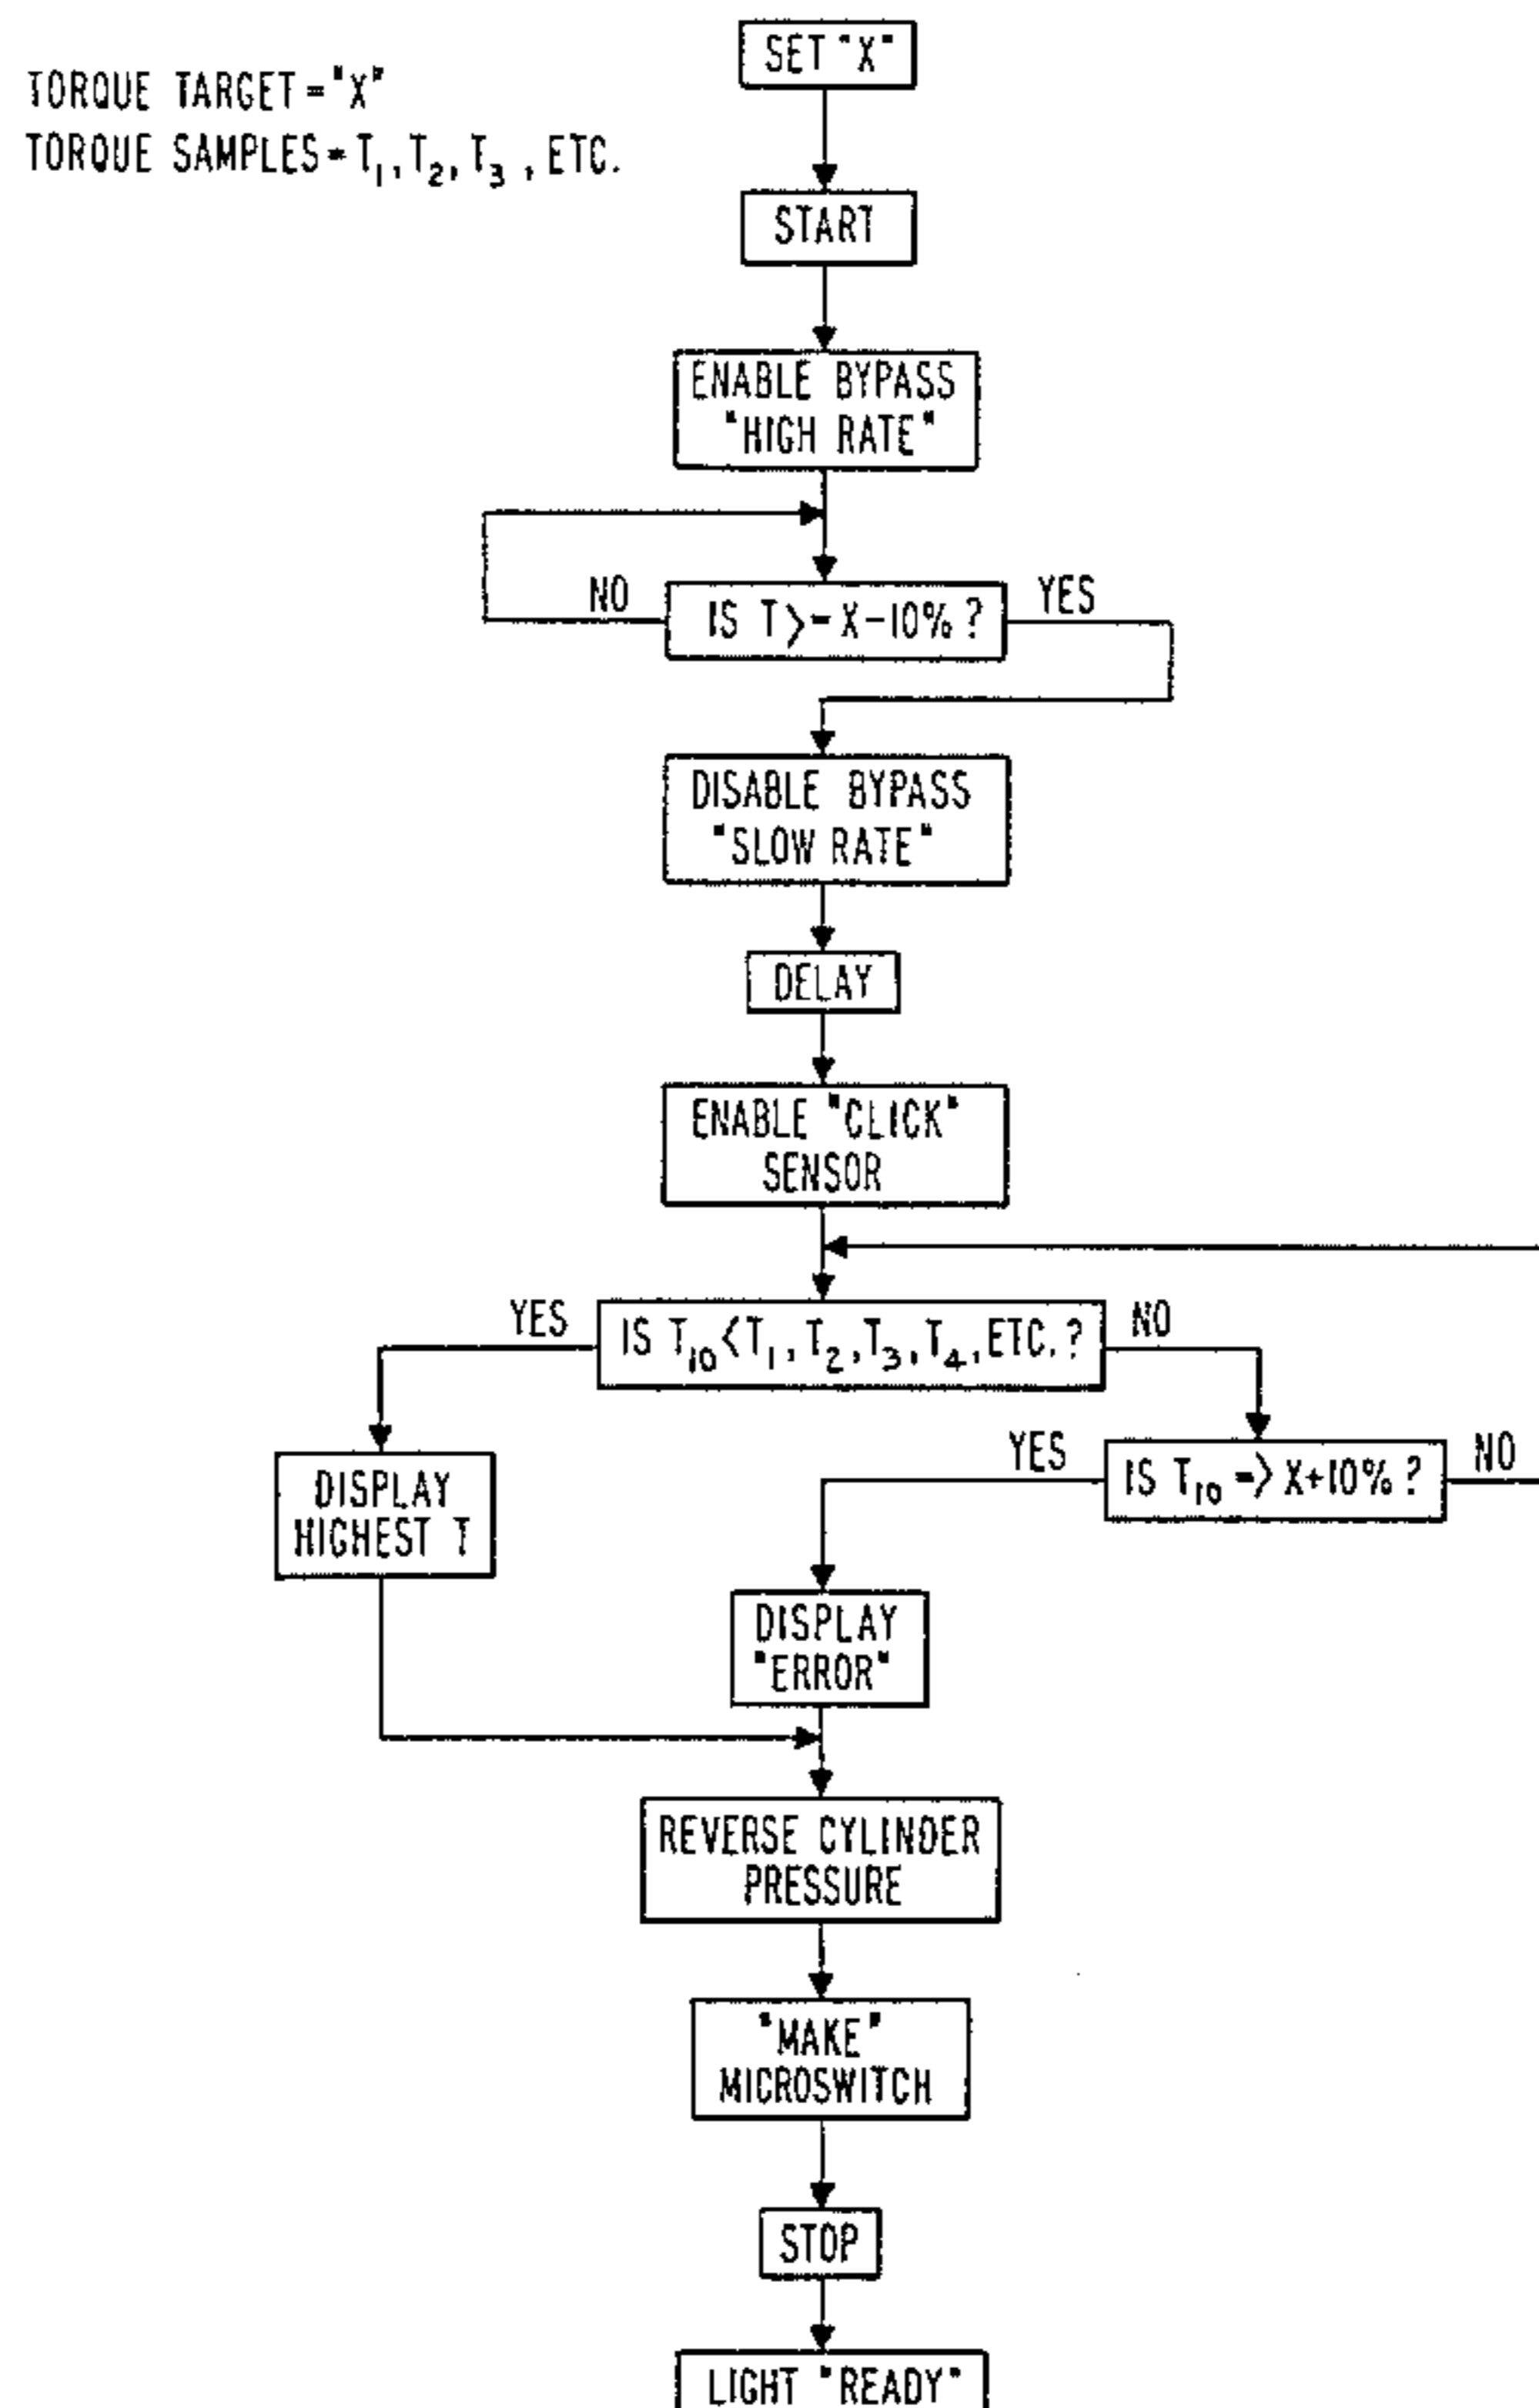 SET "X"
TORQUE TARGET = "X"
TORQUE SAMPLES = T1, T2, T3, ETC.
START
ENABLE BYPASS
"HIGH RATE"
NO
IS T >= X-10% ?
YES
DISABLE BYPASS
"SLOW RATE"
DELAY
ENABLE "CLICK"
SENSOR
YES
IS T10 < T1, T2, T3, T4, ETC. ?
NO
YES
IS T10 => X+10% ?
NO
DISPLAY
HIGHEST T
DISPLAY
"ERROR"
REVERSE CYLINDER
PRESSURE
"MAKE"
MICROSWITCH
STOP
LIGHT "READY"